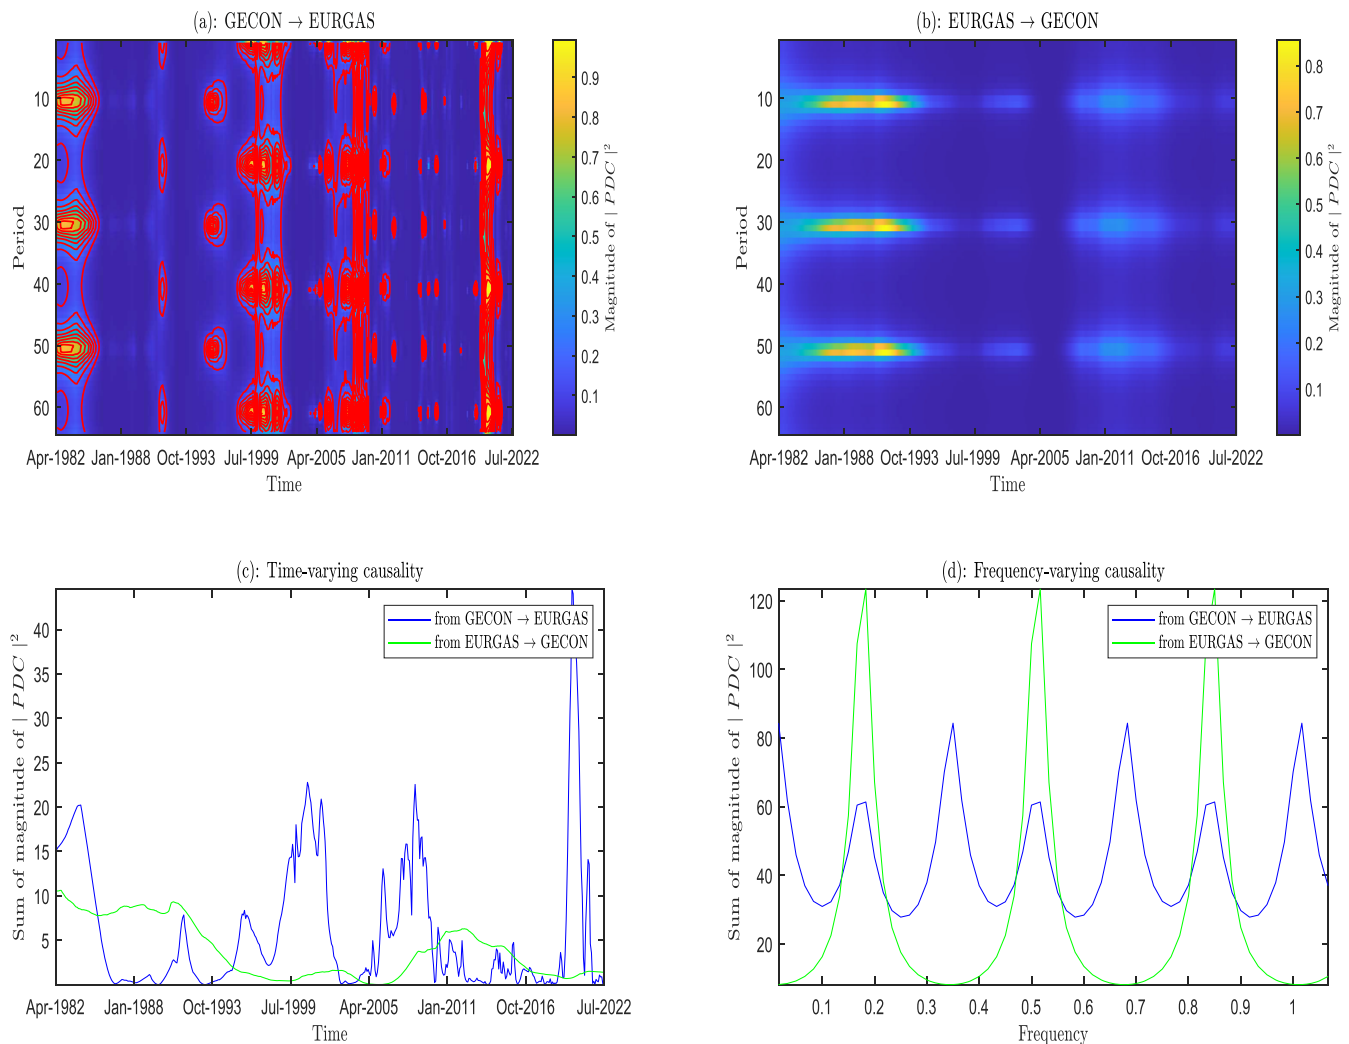 (a): GECON → EURGAS
Period
10
20
30
40
50
60
Apr-1982 Jan-1988 Oct-1993 Jul-1999 Apr-2005 Jan-2011 Oct-2016 Jul-2022
Time
0.9
0.8
0.7
0.6
0.5
0.4
0.3
0.2
0.1
Magnitude of | PDC |²
(b): EURGAS → GECON
Period
10
20
30
40
50
60
Apr-1982 Jan-1988 Oct-1993 Jul-1999 Apr-2005 Jan-2011 Oct-2016 Jul-2022
Time
0.8
0.7
0.6
0.5
0.4
0.3
0.2
0.1
Magnitude of | PDC |²
(c): Time-varying causality
Sum of magnitude of | PDC |²
40
35
30
25
20
15
10
5
from GECON → EURGAS
from EURGAS → GECON
Apr-1982 Jan-1988 Oct-1993 Jul-1999 Apr-2005 Jan-2011 Oct-2016 Jul-2022
Time
(d): Frequency-varying causality
Sum of magnitude of | PDC |²
120
100
80
60
40
20
from GECON → EURGAS
from EURGAS → GECON
0.1 0.2 0.3 0.4 0.5 0.6 0.7 0.8 0.9 1
Frequency